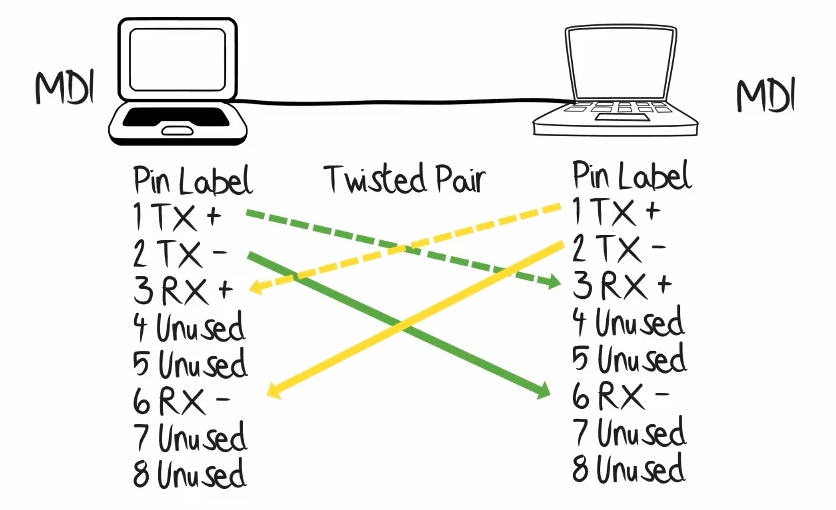 MDI
MDI
Pin Label
1 TX +
2 TX -
3 RX +
4 Unused
5 Unused
6 RX -
7 Unused
8 Unused
Twisted Pair
Pin Label
1 TX +
2 TX -
3 RX +
4 Unused
5 Unused
6 RX -
7 Unused
8 Unused